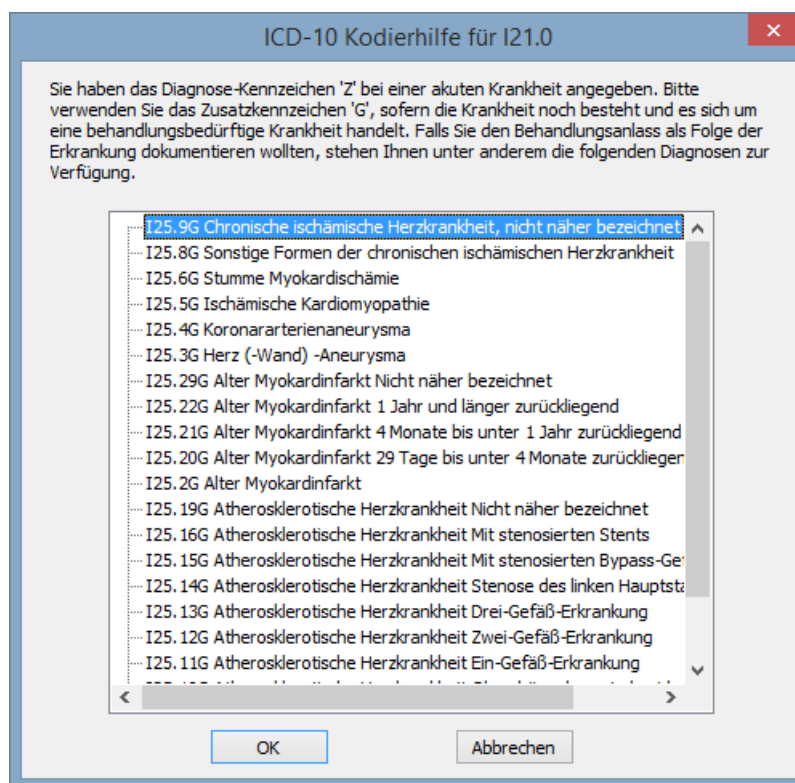 ICD-10 Kodierhilfe für I21.0
Sie haben das Diagnose-Kennzeichen 'Z' bei einer akuten Krankheit angegeben. Bitte
verwenden Sie das Zusatzkennzeichen 'G', sofern die Krankheit noch besteht und es sich um
eine behandlungsbedürftige Krankheit handelt. Falls Sie den Behandlungsanlass als Folge der
Erkrankung dokumentieren wollten, stehen Ihnen unter anderem die folgenden Diagnosen zur
Verfügung.
I25.9G Chronische ischämische Herzkrankheit, nicht näher bezeichnet
I25.8G Sonstige Formen der chronischen ischämischen Herzkrankheit
I25.6G Stumme Myokardischämie
I25.5G Ischämische Kardiomyopathie
I25.4G Koronararterienaneurysma
I25.3G Herz (-Wand) -Aneurysma
I25.29G Alter Myokardinfarkt Nicht näher bezeichnet
I25.22G Alter Myokardinfarkt 1 Jahr und länger zurückliegend
I25.21G Alter Myokardinfarkt 4 Monate bis unter 1 Jahr zurückliegend
I25.20G Alter Myokardinfarkt 29 Tage bis unter 4 Monate zurückliegen
I25.2G Alter Myokardinfarkt
I25.19G Atherosklerotische Herzkrankheit Nicht näher bezeichnet
I25.16G Atherosklerotische Herzkrankheit Mit stenosierten Stents
I25.15G Atherosklerotische Herzkrankheit Mit stenosierten Bypass-Ge
I25.14G Atherosklerotische Herzkrankheit Stenose des linken Hauptsta
I25.13G Atherosklerotische Herzkrankheit Drei-Gefäß-Erkrankung
I25.12G Atherosklerotische Herzkrankheit Zwei-Gefäß-Erkrankung
I25.11G Atherosklerotische Herzkrankheit Ein-Gefäß-Erkrankung
OK
Abbrechen